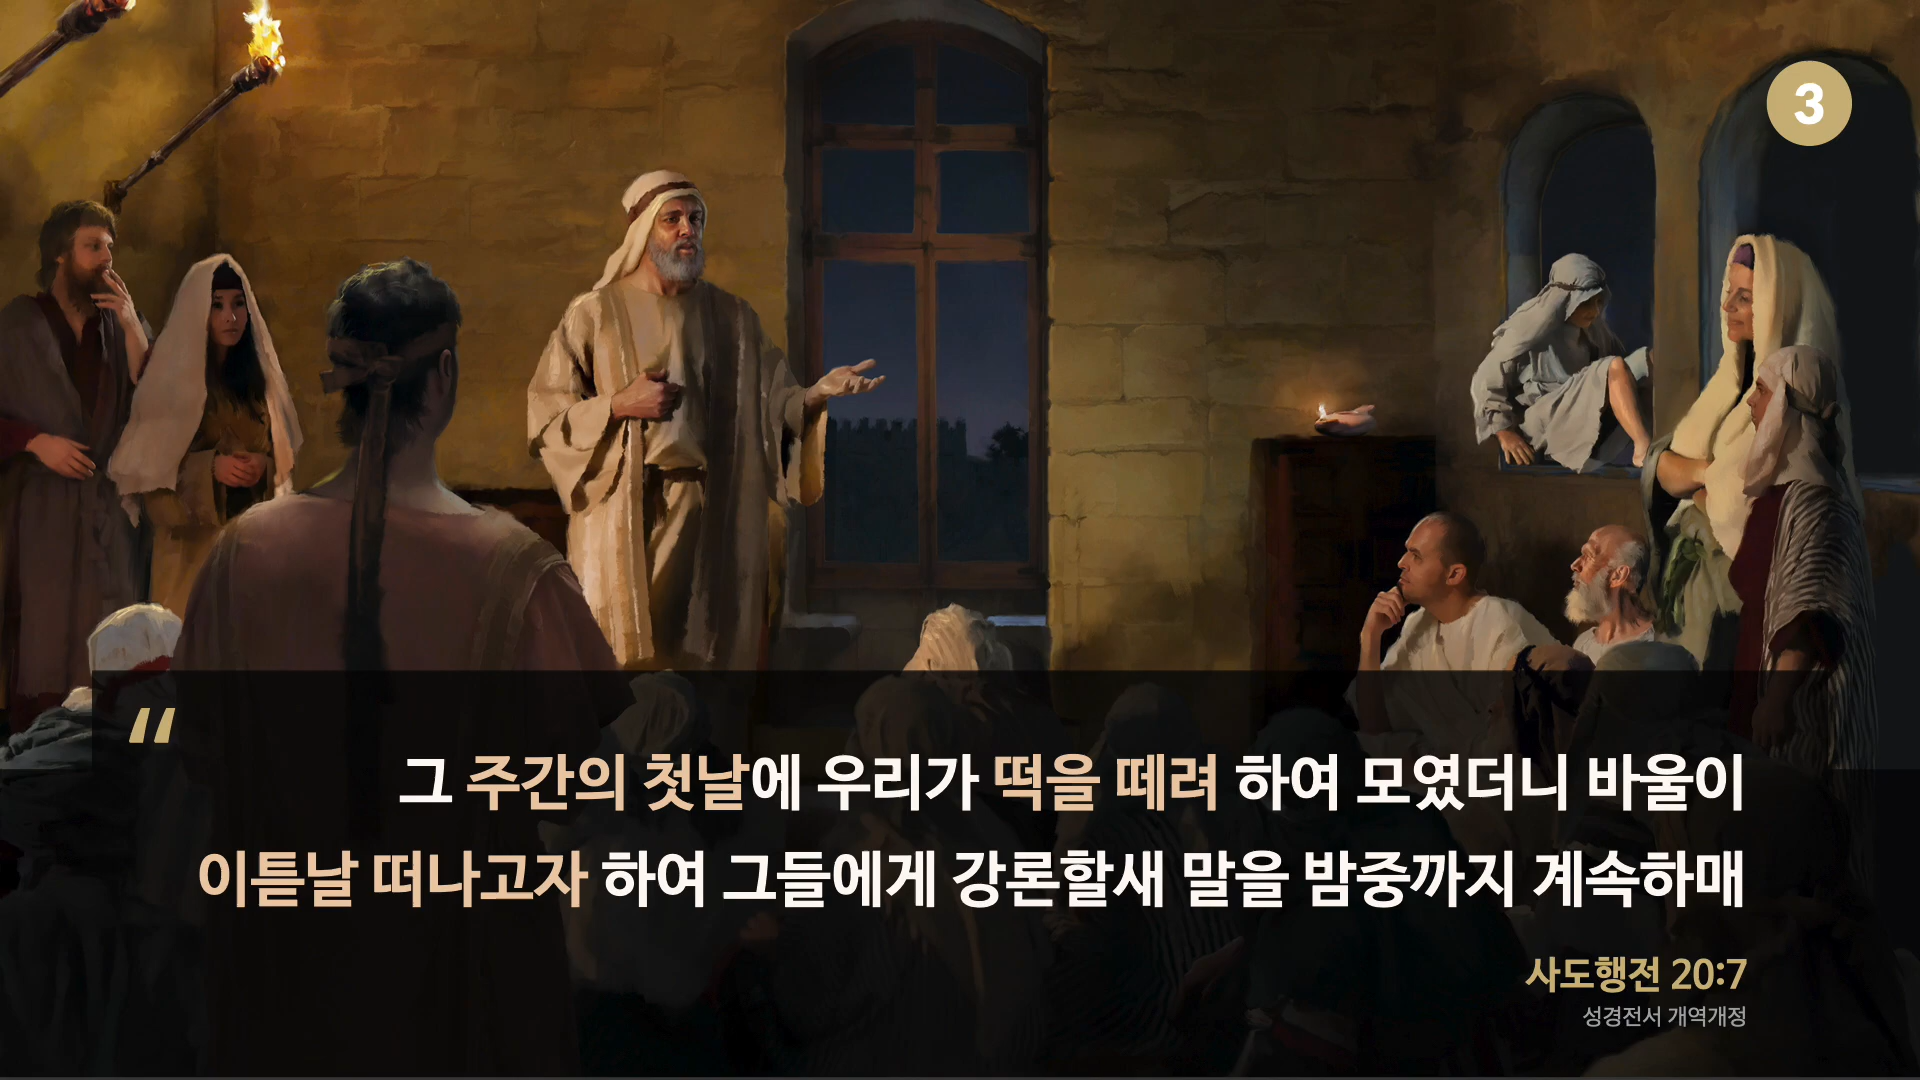 3
“
그 주간의 첫날에 우리가 떡을 떼려 하여 모였더니 바울이
이튿날 떠나고자 하여 그들에게 강론할새 말을 밤중까지 계속하매
사도행전 20:7
성경전서 개역개정